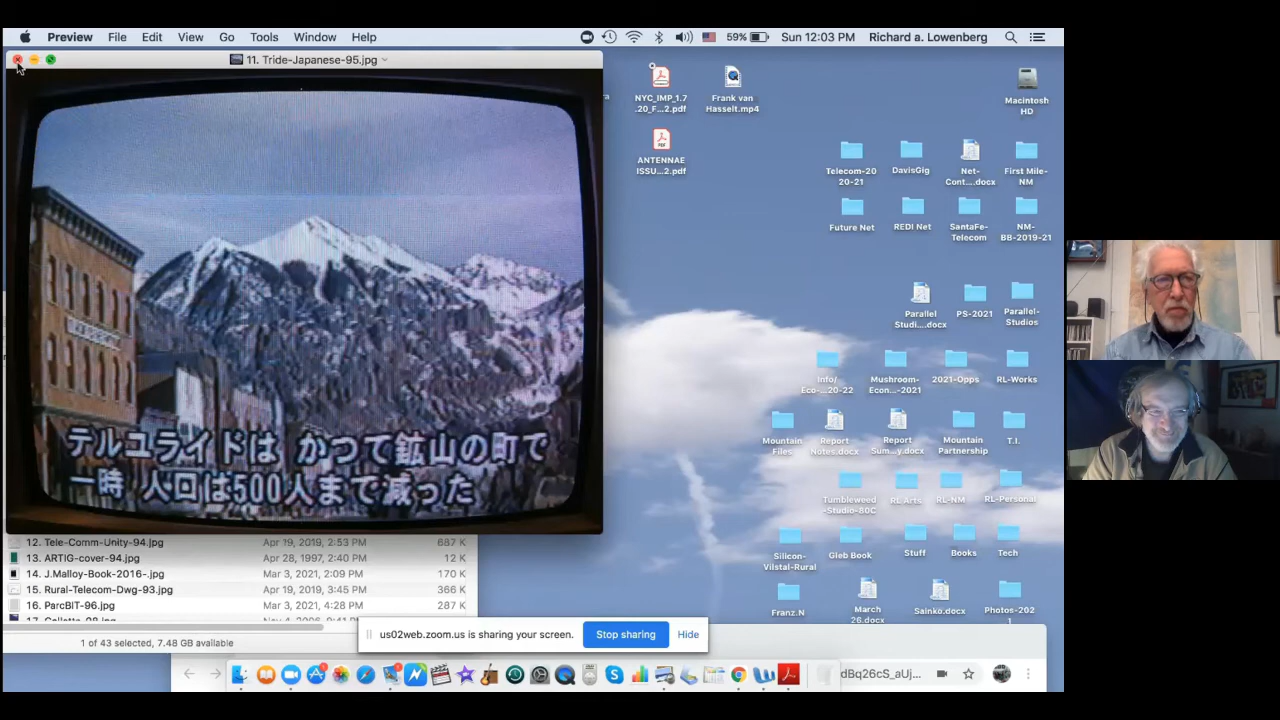 Preview File Edit View Go Tools Window Help
59% Sun 12:03 PM Richard a. Lowenberg
11. Tride-Japanese-95.jpg
テルユライドは かつて鉱山の町で
一時 人口は500人まで減った
NYC_IMP_1.7
.20_F...2.pdf
Frank van
Hasselt.mp4
Macintosh
HD
ANTENNAE
ISSU...2.pdf
Telecom-20
20-21
DavisGig
Net-
Cont....docx
First Mile-
NM
Future Net
REDI Net
SantaFe-
Telecom
NM-
BB-2019-21
Parallel
Studi....docx
PS-2021
Parallel-
Studios
Info/
Eco-...20-22
Mushroom-
Econ...-2021
2021-Opps
RL-Works
Mountain
Files
Report
Notes.docx
Report
Sum...y.docx
Mountain
Partnership
T.I.
Tumbleweed
-Studio-80C
RL Arts
RL-NM
RL-Personal
Silicon-
Gleb Book
Stuff
Books
Tech
Franz.N
March
26.docx
Sainko.docx
Photos-202
1
12. Tele-Comm-Unity-94.jpg Apr 19, 2019, 2:53 PM 687 K
13. ARTIG-cover-94.jpg Apr 28, 1997, 2:40 PM 12 K
14. J.Malloy-Book-2016-.jpg Mar 3, 2021, 2:09 PM 170 K
15. Rural-Telecom-Dwg-93.jpg Apr 19, 2019, 3:45 PM 366 K
16. ParcBIT-96.jpg Mar 3, 2021, 4:28 PM 287 K
1 of 43 selected, 7.48 GB available
us02web.zoom.us is sharing your screen. Stop sharing Hide
dBq26cS_aUj...